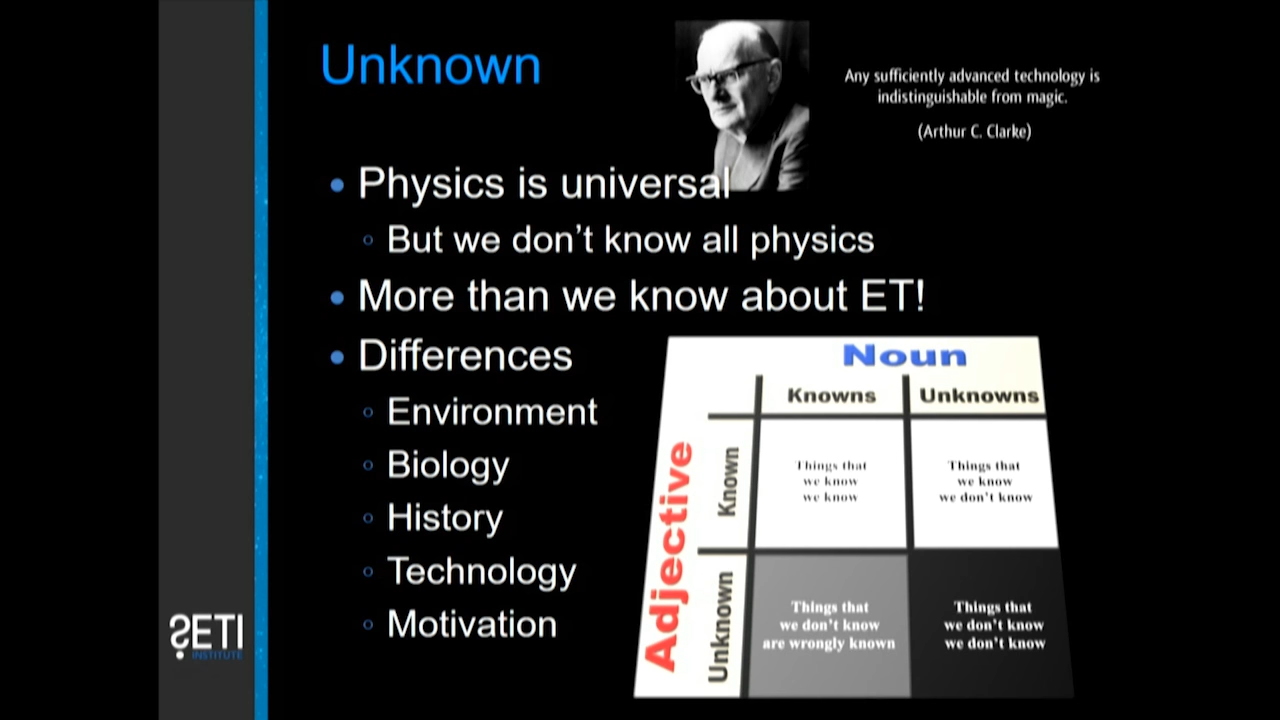 Unknown
Any sufficiently advanced technology is
indistinguishable from magic.
(Arthur C. Clarke)
• Physics is universal
○ But we don't know all physics
• More than we know about ET!
• Differences
○ Environment
○ Biology
○ History
○ Technology
○ Motivation
Noun
Knowns Unknowns
Adjective
Known
Things that
we know
we know
Things that
we know
we don't know
Unknown
Things that
we don't know
are wrongly known
Things that
we don't know
we don't know
SETI
INSTITUTE